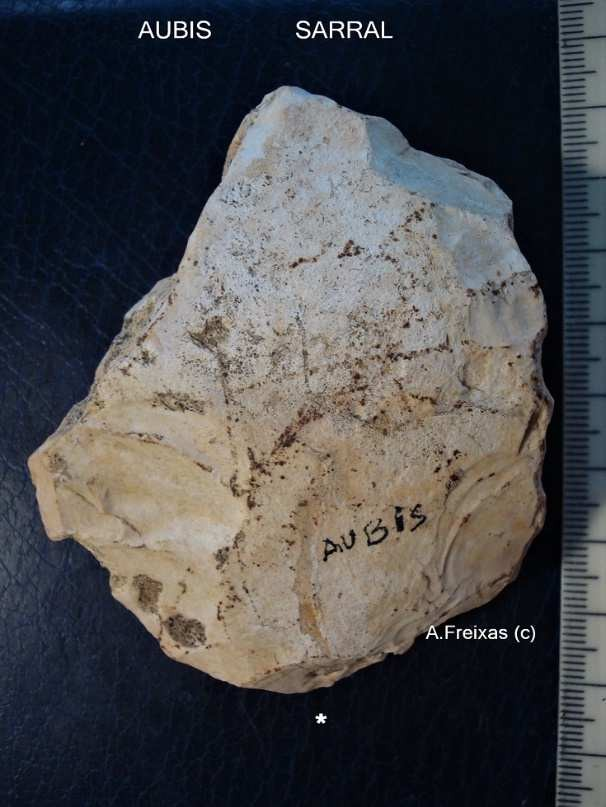 AUBIS SARRAL
AUBIS
A.Freixas (c)
*